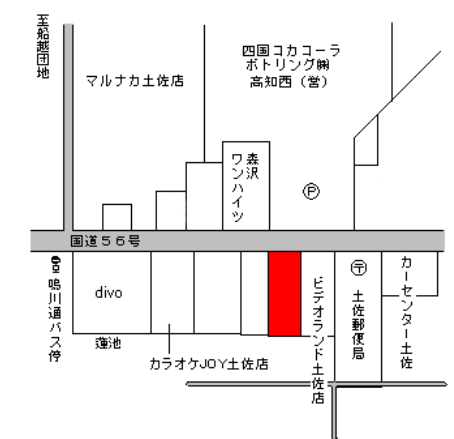 至船越団地
マルナカ土佐店
四国コカコーラ
ボトリング㈱
高知西（営）
森沢
ワンハイツ
Ⓟ
国道５６号
鳴川通バス停
divo
蓮池
カラオケJOY土佐店
ビデオランド土佐店
〒
土佐郵便局
カーセンター土佐